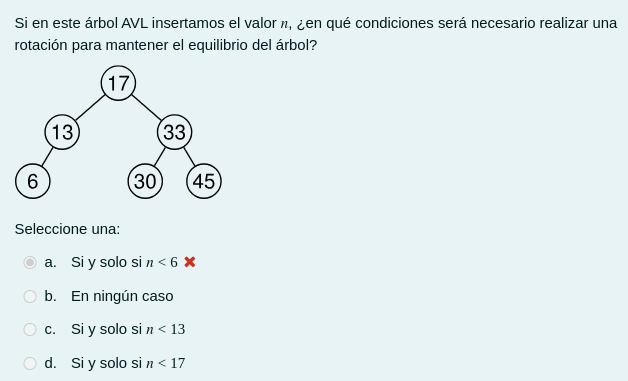 Si en este árbol AVL insertamos el valor n, ¿en qué condiciones será necesario realizar una
rotación para mantener el equilibrio del árbol?
17
13 33
6 30 45
Seleccione una:
a. Si y solo si n < 6
b. En ningún caso
c. Si y solo si n < 13
d. Si y solo si n < 17